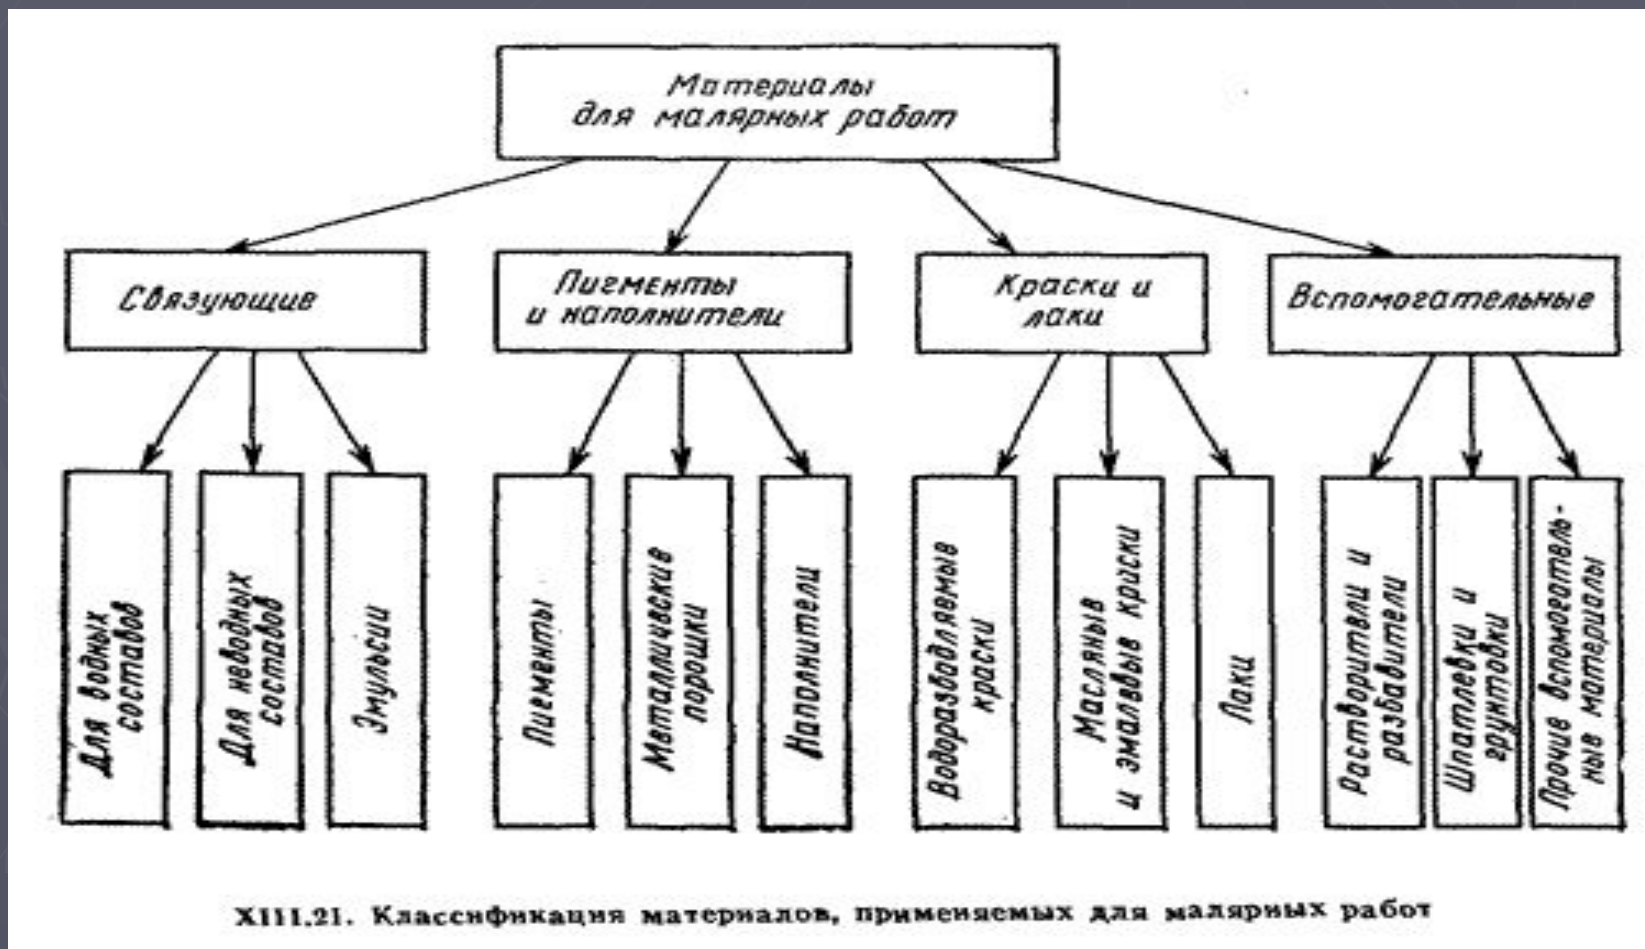 Материалы
для малярных работ
Связующие
Пигменты
и наполнители
Краски и
лаки
Вспомогательные
Для водных
составов
Для неводных
составов
Эмульсии
Пигменты
Металлические
порошки
Наполнители
Водоразбавляемые
краски
Масляные
и эмалевые краски
Лаки
Растворители и
разбавители
Шпатлевки и
грунтовки
Прочие вспомогатель-
ные материалы
XIII.21. Классификация материалов, применяемых для малярных работ